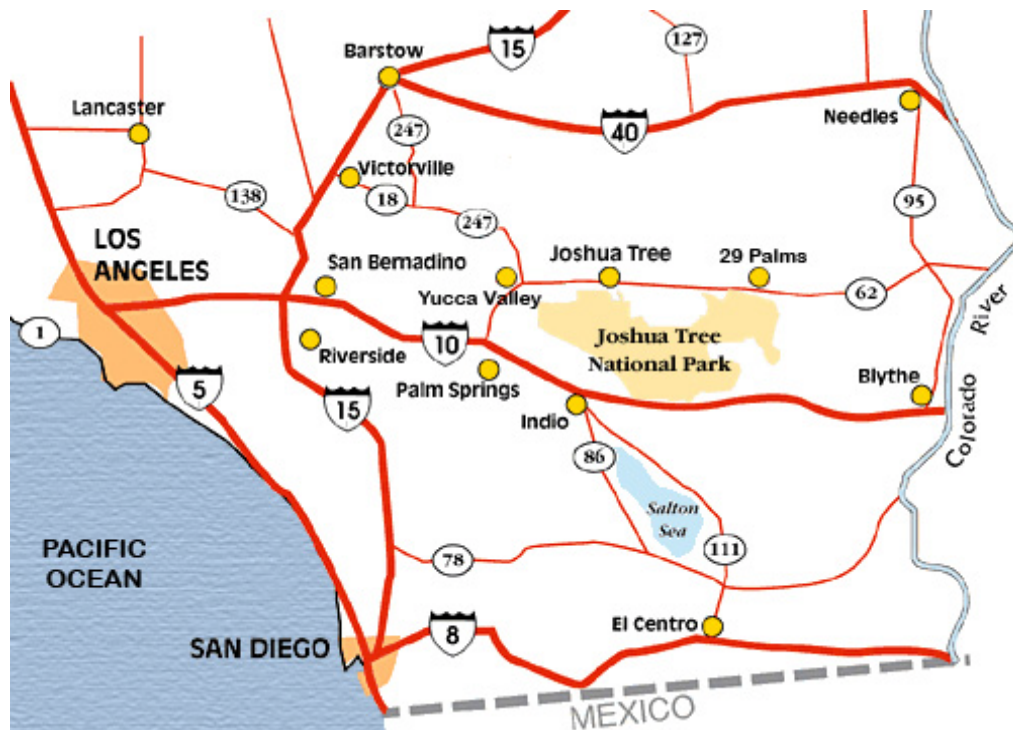 15
127
Barstow
Lancaster
Needles
247
40
Victorville
138
18
95
247
LOS
ANGELES
San Bernadino
Joshua Tree
29 Palms
Yucca Valley
62
River
1
Riverside
10
Joshua Tree
National Park
5
Palm Springs
Blythe
15
Indio
Colorado
86
Salton
Sea
PACIFIC
OCEAN
78
111
El Centro
SAN DIEGO
8
MEXICO